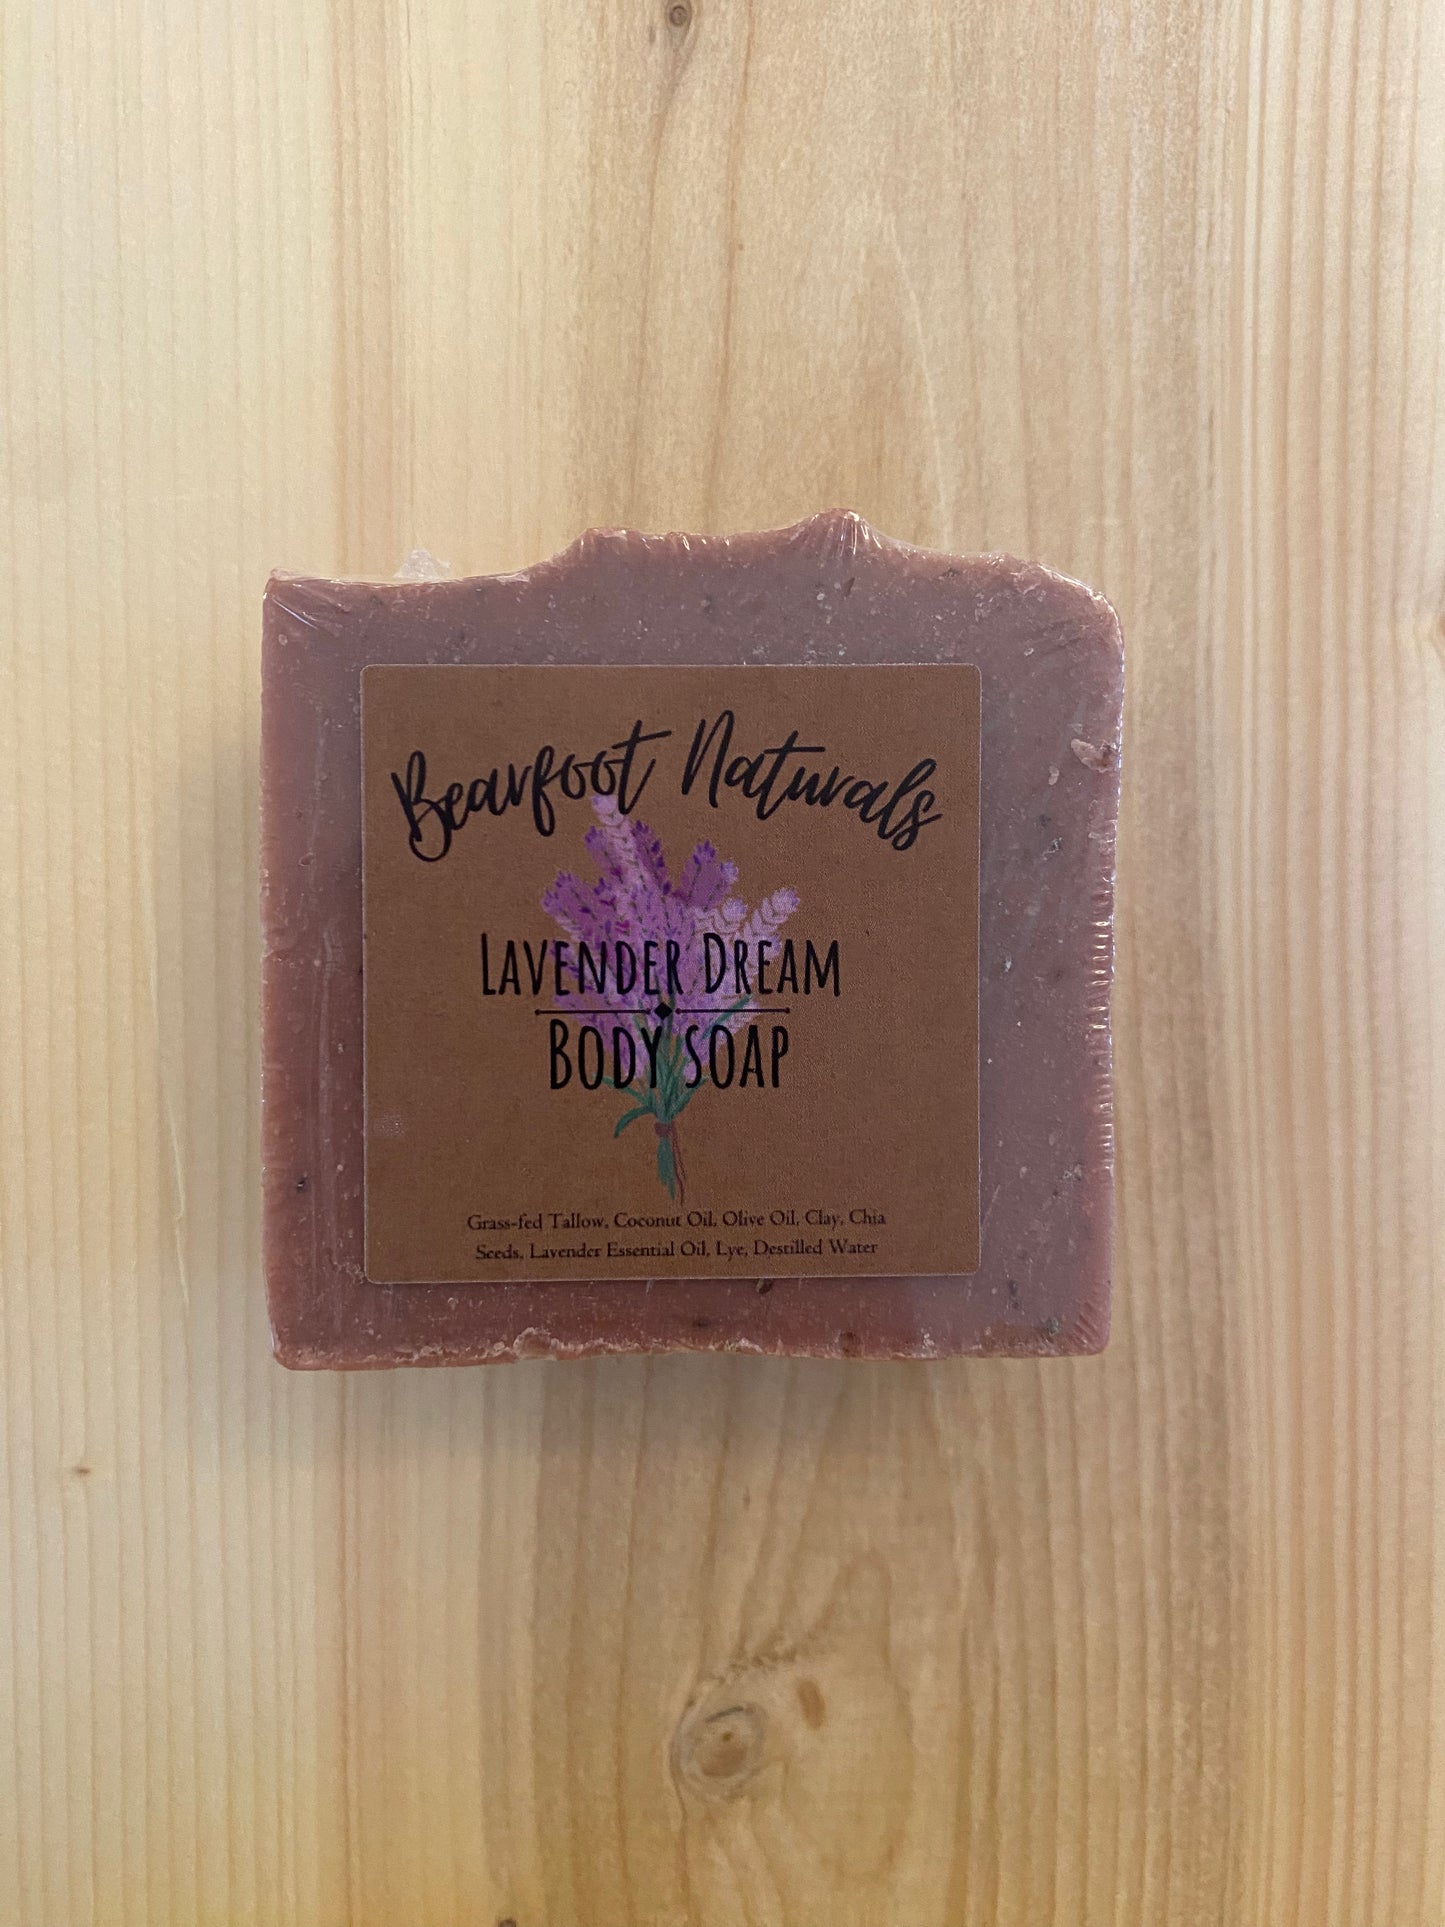 Bearfoot Naturals
LAVENDER DREAM
BODY SOAP
Grass-fed Tallow, Coconut Oil, Olive Oil, Clay, Chia
Seeds, Lavender Essential Oil, Lye, Destilled Water